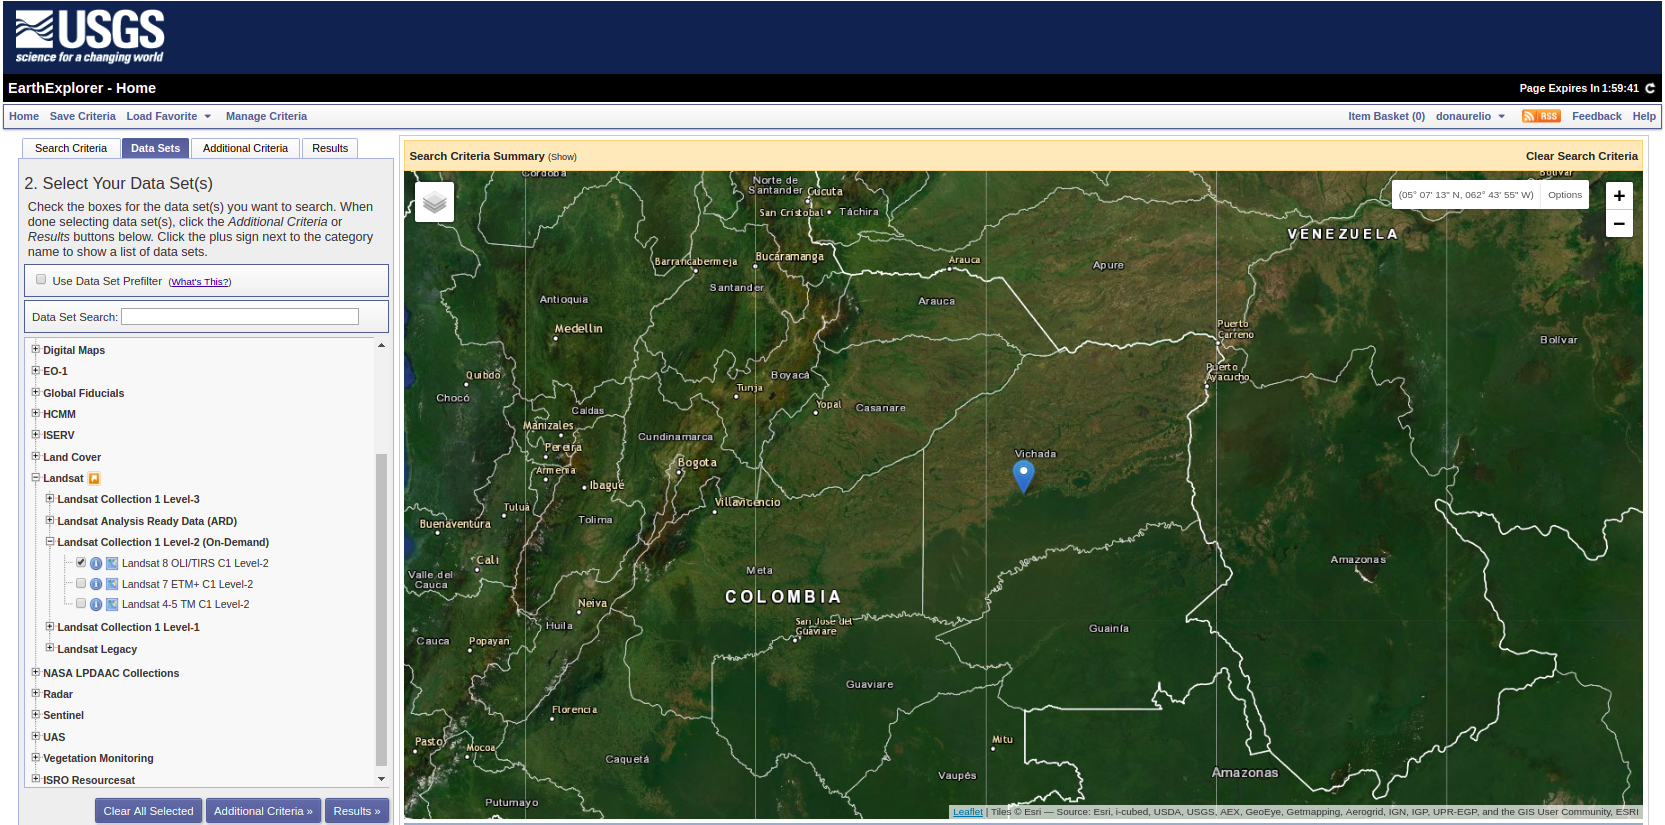 USGS
science for a changing world
EarthExplorer - Home
Page Expires In 1:59:41
Home Save Criteria Load Favorite Manage Criteria
Item Basket (0) donaurelio RSS Feedback Help
Search Criteria Data Sets Additional Criteria Results
2. Select Your Data Set(s)
Check the boxes for the data set(s) you want to search. When
done selecting data set(s), click the Additional Criteria or
Results buttons below. Click the plus sign next to the category
name to show a list of data sets.
Use Data Set Prefilter (What's This?)
Data Set Search:
Digital Maps
EO-1
Global Fiducials
HCMM
ISERV
Land Cover
Landsat
Landsat Collection 1 Level-3
Landsat Analysis Ready Data (ARD)
Landsat Collection 1 Level-2 (On-Demand)
Landsat 8 OLI/TIRS C1 Level-2
Landsat 7 ETM+ C1 Level-2
Landsat 4-5 TM C1 Level-2
Landsat Collection 1 Level-1
Landsat Legacy
NASA LPDAAC Collections
Radar
Sentinel
UAS
Vegetation Monitoring
ISRO Resourcesat
Clear All Selected Additional Criteria » Results »
Search Criteria Summary (Show)
Clear Search Criteria
Córdoba
Bolívar
Norte de
Santander
Cucuta
San Cristobal
Táchira
(05° 07' 13" N, 062° 43' 55" W) Options
+
−
VENEZUELA
Barrancabermeja
Bucaramanga
Arauca
Apure
Santander
Antioquia
Arauca
Medellin
Puerto
Carreno
Bolívar
Quibdo
Boyacá
Puerto
Ayacucho
Tunja
Chocó
Yopal
Casanare
Caldas
Manizales
Cundinamarca
Pereira
Vichada
Armenia
Bogota
Ibagué
Villavicencio
Tuluá
Tolima
Buenaventura
Cali
Amazonas
Valle del
Cauca
Meta
COLOMBIA
Neiva
San José del
Guaviare
Huila
Guainía
Cauca
Popayan
Guaviare
Florencia
Pasto
Mocoa
Mitu
Caquetá
Vaupés
Amazonas
Putumayo
Leaflet | Tiles © Esri — Source: Esri, i-cubed, USDA, USGS, AEX, GeoEye, Getmapping, Aerogrid, IGN, IGP, UPR-EGP, and the GIS User Community, ESRI